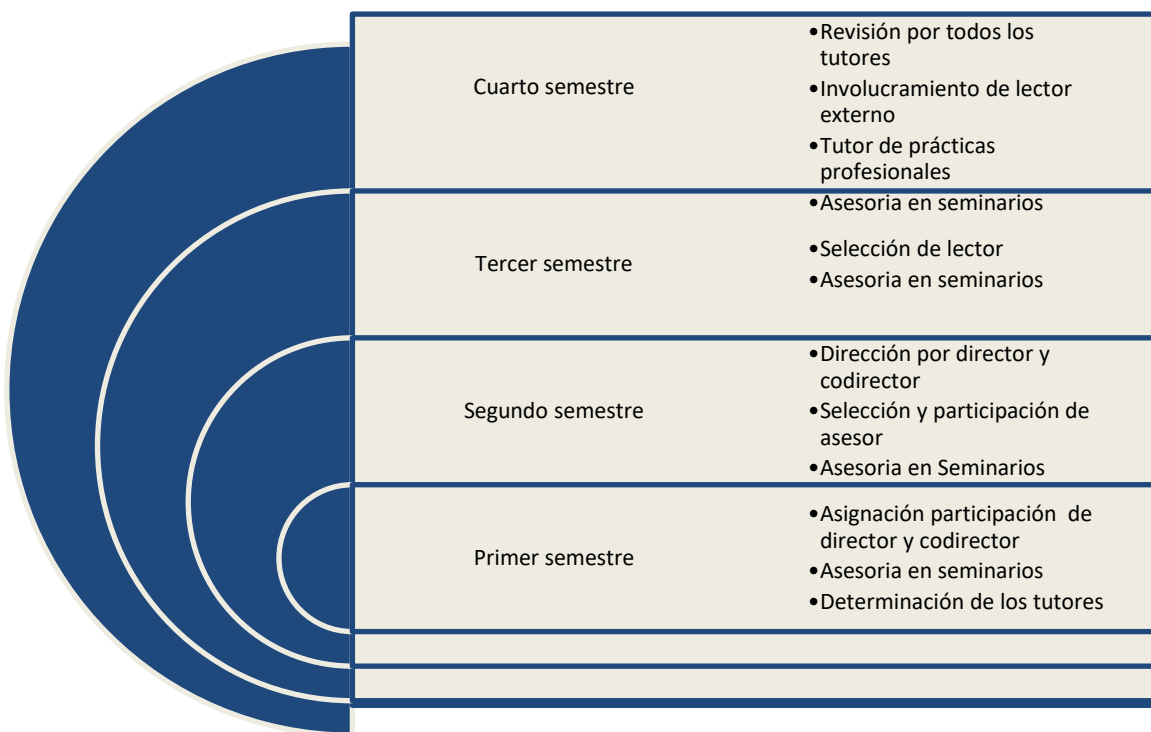 Cuarto semestre
•Revisión por todos los
tutores
•Involucramiento de lector
externo
•Tutor de prácticas
profesionales
•Asesoria en seminarios
Tercer semestre
•Selección de lector
•Asesoria en seminarios
Segundo semestre
•Dirección por director y
codirector
•Selección y participación de
asesor
•Asesoria en Seminarios
Primer semestre
•Asignación participación  de
director y codirector
•Asesoria en seminarios
•Determinación de los tutores